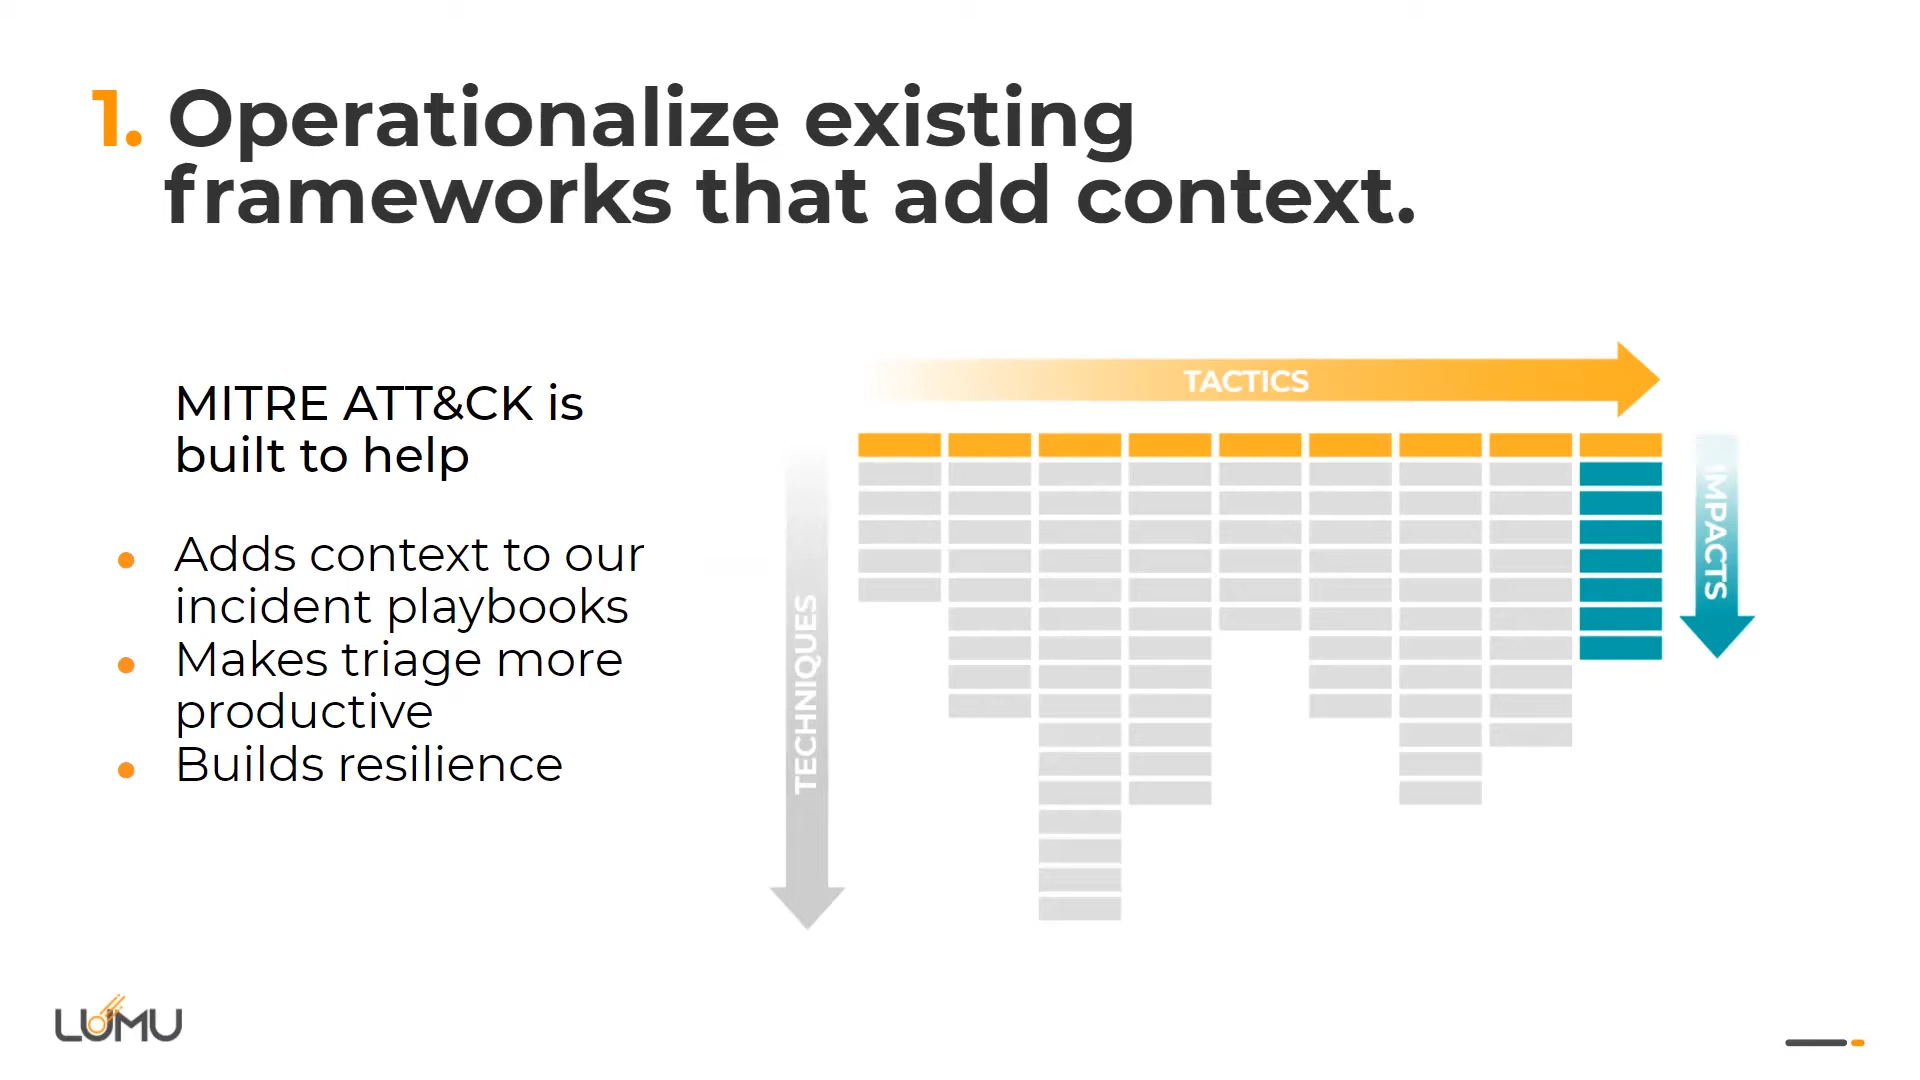 1. Operationalize existing
frameworks that add context.
MITRE ATT&CK is
built to help
● Adds context to our
incident playbooks
● Makes triage more
productive
● Builds resilience
TACTICS
TECHNIQUES
IMPACTS
LUMU